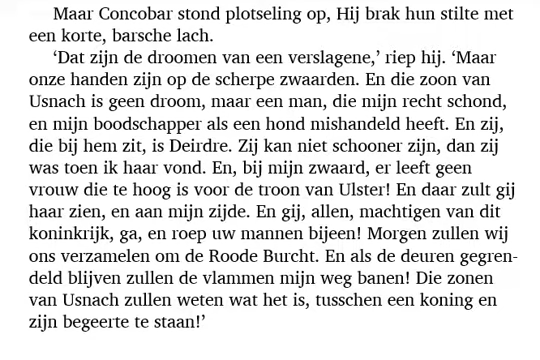 Maar Concobar stond plotseling op, Hij brak hun stilte met
een korte, barsche lach.
‘Dat zijn de droomen van een verslagene,’ riep hij. ‘Maar
onze handen zijn op de scherpe zwaarden. En die zoon van
Usnach is geen droom, maar een man, die mijn recht schond,
en mijn boodschapper als een hond mishandeld heeft. En zij,
die bij hem zit, is Deirdre. Zij kan niet schooner zijn, dan zij
was toen ik haar vond. En, bij mijn zwaard, er leeft geen
vrouw die te hoog is voor de troon van Ulster! En daar zult gij
haar zien, en aan mijn zijde. En gij, allen, machtigen van dit
koninkrijk, ga, en roep uw mannen bijeen! Morgen zullen wij
ons verzamelen om de Roode Burcht. En als de deuren gegren-
deld blijven zullen de vlammen mijn weg banen! Die zonen
van Usnach zullen weten wat het is, tusschen een koning en
zijn begeerte te staan!’